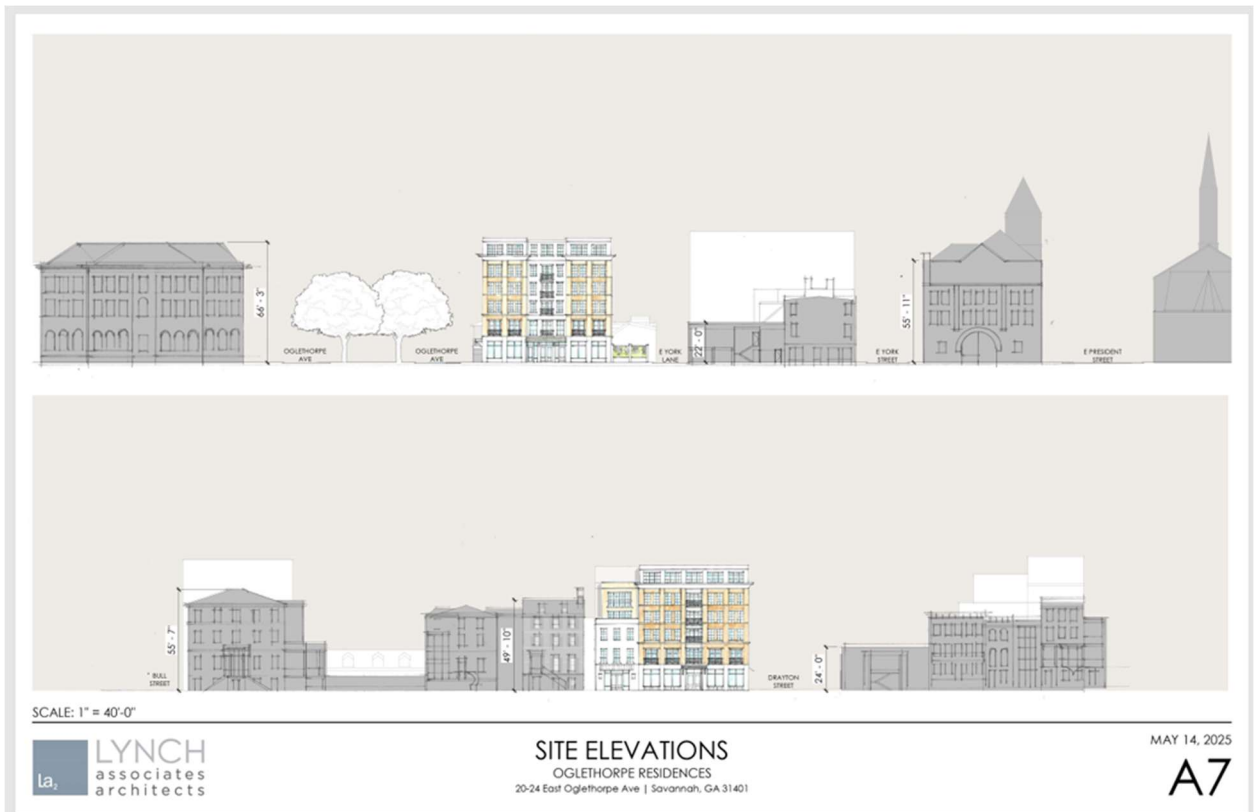 66' - 3"
OGLETHORPE
AVE
OGLETHORPE
AVE
E YORK
LANE
22' - 0"
E YORK
STREET
55' - 11"
E PRESIDENT
STREET
55' - 7"
BULL
STREET
49' - 10"
DRAYTON
STREET
24' - 0"
SCALE: 1" = 40'-0"
La2
LYNCH
associates
architects
SITE ELEVATIONS
OGLETHORPE RESIDENCES
20-24 East Oglethorpe Ave | Savannah, GA 31401
MAY 14, 2025
A7